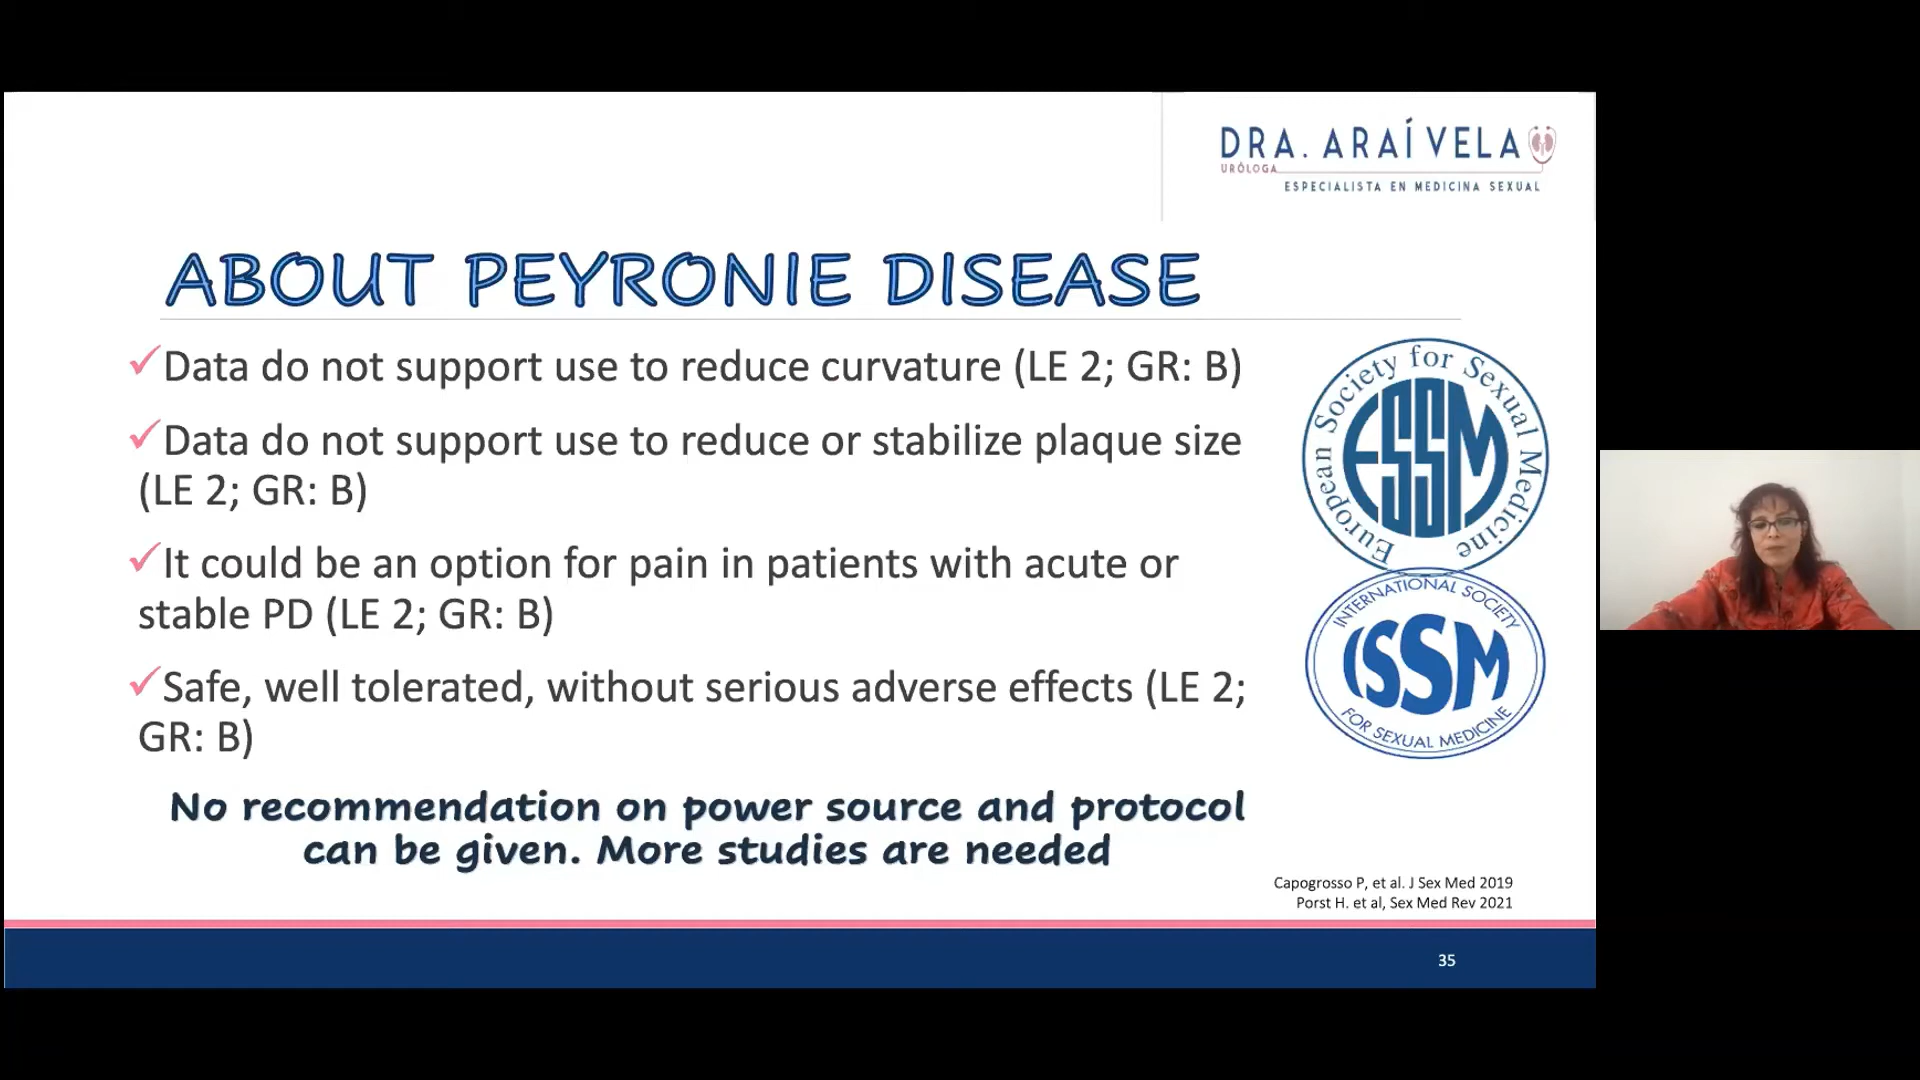 DRA. ARAÍ VELA
URÓLOGA
ESPECIALISTA EN MEDICINA SEXUAL
ABOUT PEYRONIE DISEASE
✓Data do not support use to reduce curvature (LE 2; GR: B)
✓Data do not support use to reduce or stabilize plaque size
(LE 2; GR: B)
✓It could be an option for pain in patients with acute or
stable PD (LE 2; GR: B)
✓Safe, well tolerated, without serious adverse effects (LE 2;
GR: B)
No recommendation on power source and protocol
can be given. More studies are needed
European Society for Sexual Medicine
ESSM
INTERNATIONAL SOCIETY
ISSM
FOR SEXUAL MEDICINE
Capogrosso P, et al. J Sex Med 2019
Porst H. et al, Sex Med Rev 2021
35